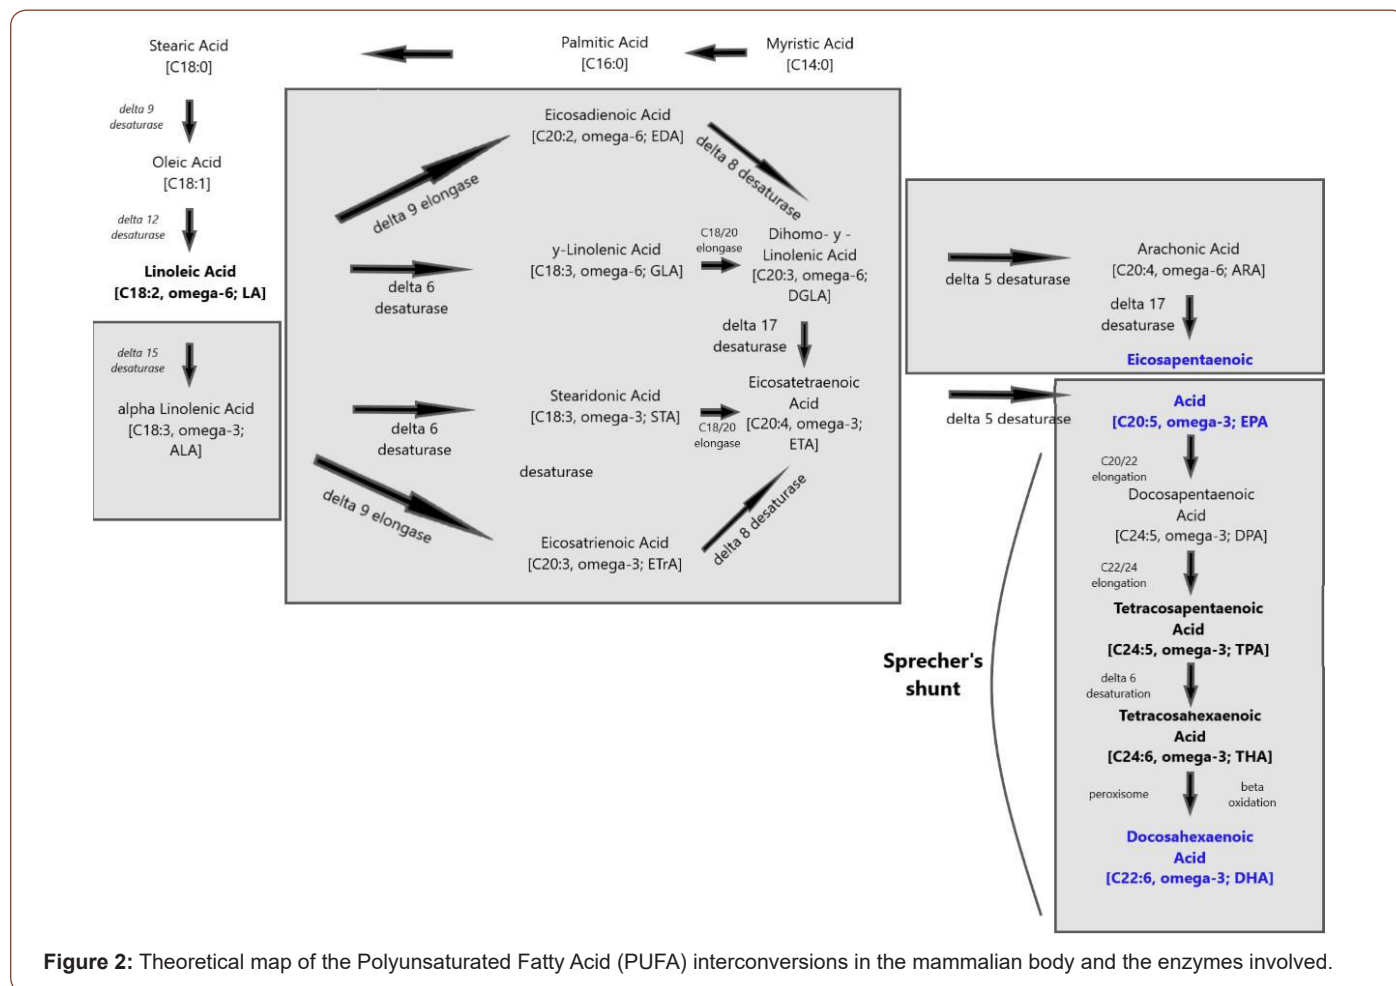 Stearic Acid
[C18:0]
Palmitic Acid
[C16:0]
Myristic Acid
[C14:0]
delta 9
desaturase
Oleic Acid
[C18:1]
delta 12
desaturase
Linoleic Acid
[C18:2, omega-6; LA]
delta 15
desaturase
alpha Linolenic Acid
[C18:3, omega-3;
ALA]
Eicosadienoic Acid
[C20:2, omega-6; EDA]
delta 9 elongase
delta 8 desaturase
delta 6
desaturase
y-Linolenic Acid
[C18:3, omega-6; GLA]
C18/20
elongase
Dihomo- y -
Linolenic Acid
[C20:3, omega-6;
DGLA]
delta 17
desaturase
delta 6
desaturase
Stearidonic Acid
[C18:3, omega-3; STA]
C18/20
elongase
Eicosatetraenoic
Acid
[C20:4, omega-3;
ETA]
desaturase
delta 9 elongase
Eicosatrienoic Acid
[C20:3, omega-3; ETrA]
delta 8 desaturase
delta 5 desaturase
Arachonic Acid
[C20:4, omega-6; ARA]
delta 17
desaturase
Eicosapentaenoic
delta 5 desaturase
Acid
[C20:5, omega-3; EPA
C20/22
elongation
Docosapentaenoic
Acid
[C24:5, omega-3; DPA]
C22/24
elongation
Tetracosapentaenoic
Acid
[C24:5, omega-3; TPA]
Sprecher's
shunt
delta 6
desaturation
Tetracosahexaenoic
Acid
[C24:6, omega-3; THA]
peroxisome
beta
oxidation
Docosahexaenoic
Acid
[C22:6, omega-3; DHA]
Figure 2: Theoretical map of the Polyunsaturated Fatty Acid (PUFA) interconversions in the mammalian body and the enzymes involved.